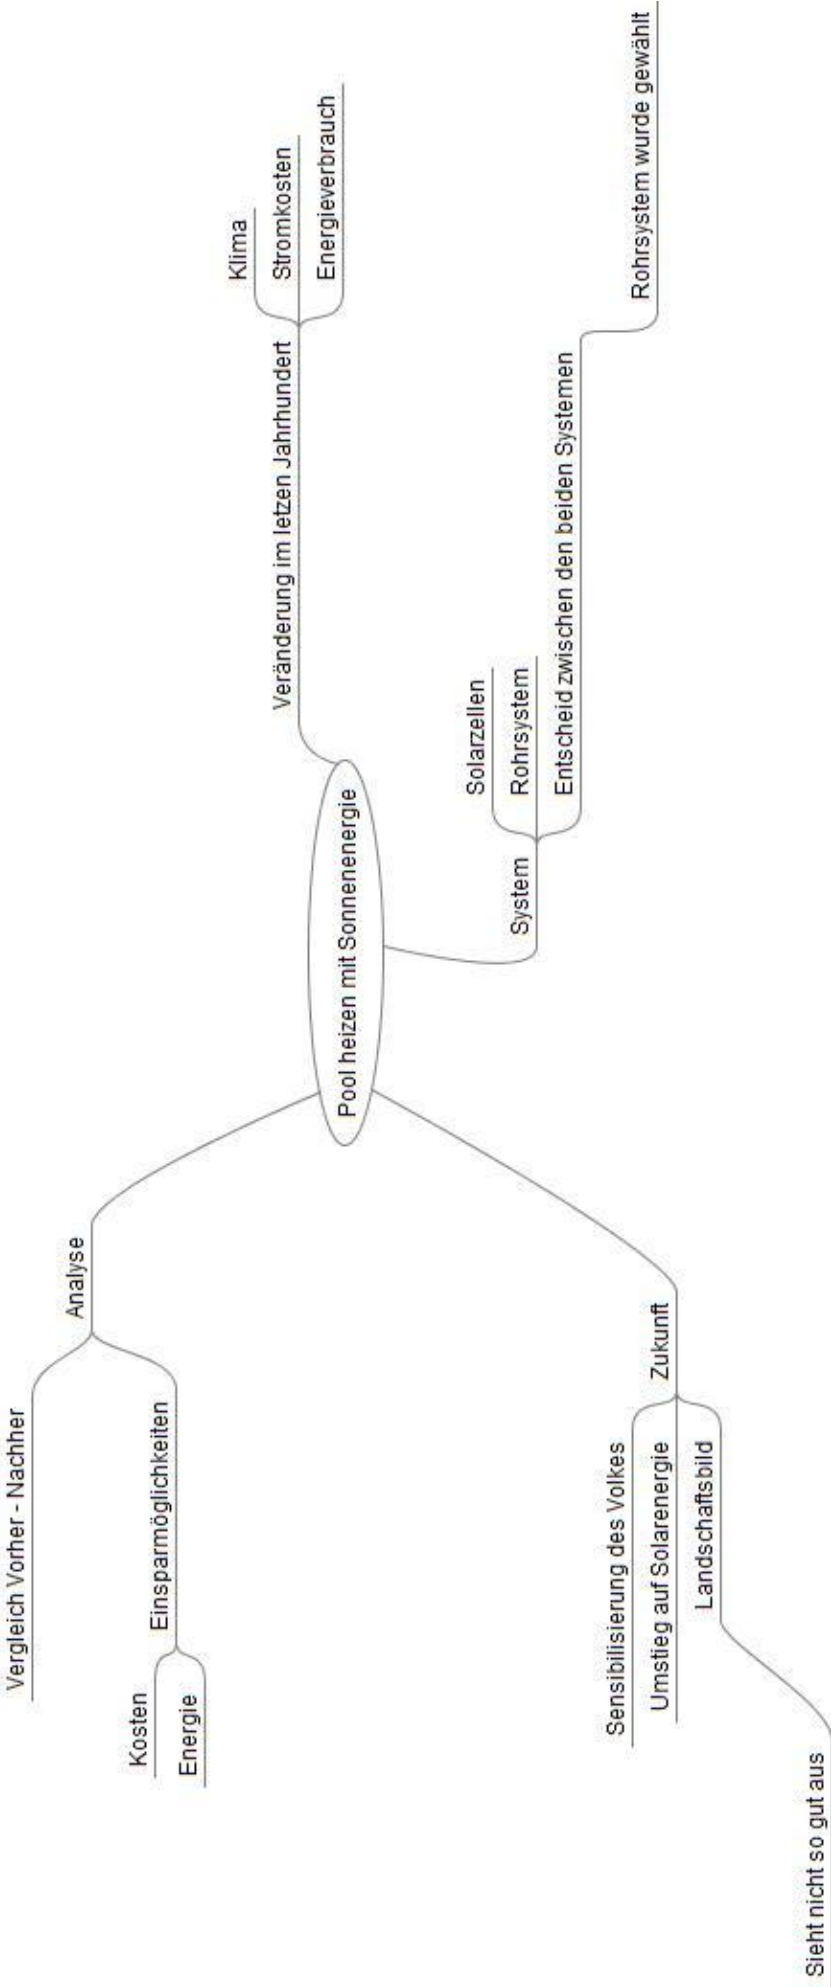 Pool heizen mit Sonnenenergie
Analyse
Vergleich Vorher - Nachher
Einsparmöglichkeiten
Kosten
Energie
Veränderung im letzen Jahrhundert
Klima
Stromkosten
Energieverbrauch
System
Solarzellen
Rohrsystem
Entscheid zwischen den beiden Systemen
Rohrsystem wurde gewählt
Zukunft
Sensibilisierung des Volkes
Umstieg auf Solarenergie
Landschaftsbild
Sieht nicht so gut aus